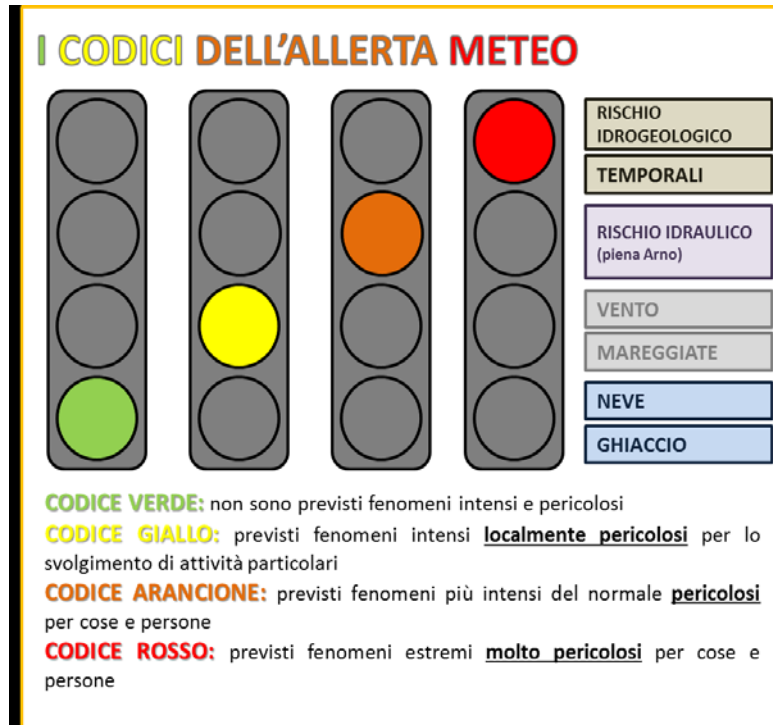 I CODICI DELL'ALLERTA METEO
RISCHIO
IDROGEOLOGICO
TEMPORALI
RISCHIO IDRAULICO
(piena Arno)
VENTO
MAREGGIATE
NEVE
GHIACCIO
CODICE VERDE: non sono previsti fenomeni intensi e pericolosi
CODICE GIALLO: previsti fenomeni intensi localmente pericolosi per lo
svolgimento di attività particolari
CODICE ARANCIONE: previsti fenomeni più intensi del normale pericolosi
per cose e persone
CODICE ROSSO: previsti fenomeni estremi molto pericolosi per cose e
persone